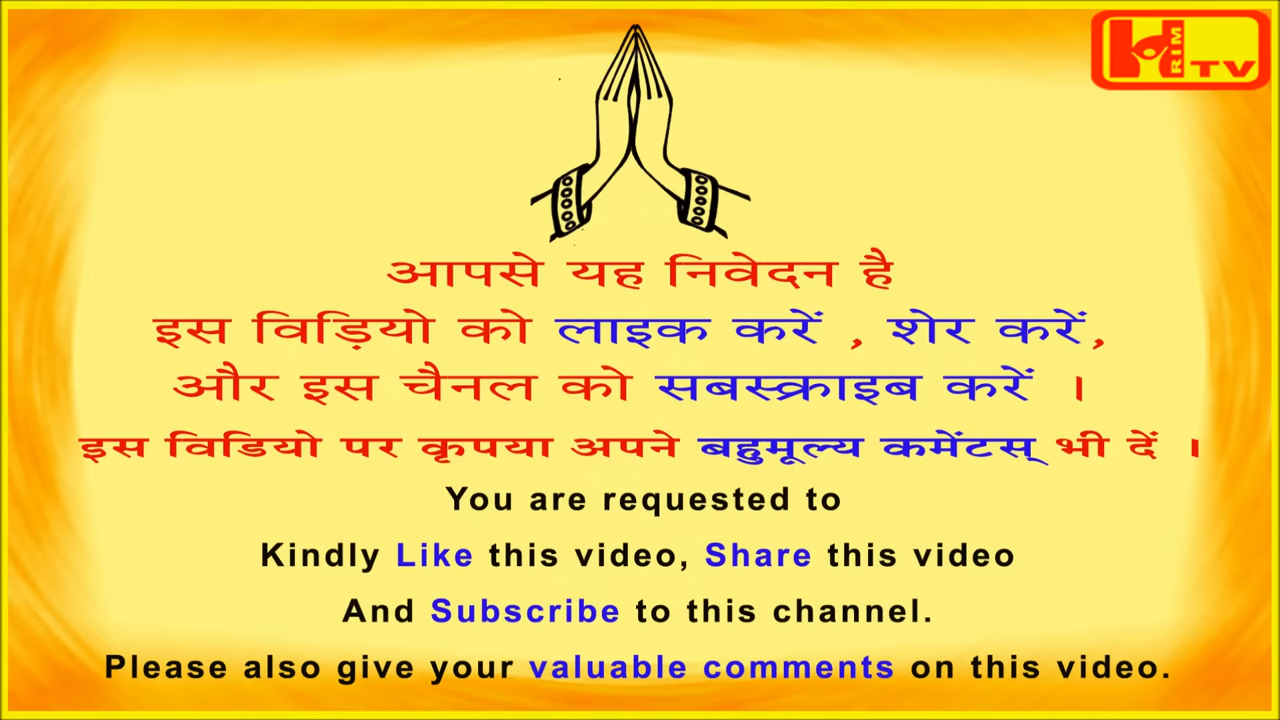 HRIM TV
आपसे यह निवेदन है
इस विड़ियो को लाइक करें , शेर करें,
और इस चैनल को सबस्क्राइब करें ।
इस विडियो पर कृपया अपने बहुमूल्य कमेंटस् भी दें ।
You are requested to
Kindly Like this video, Share this video
And Subscribe to this channel.
Please also give your valuable comments on this video.